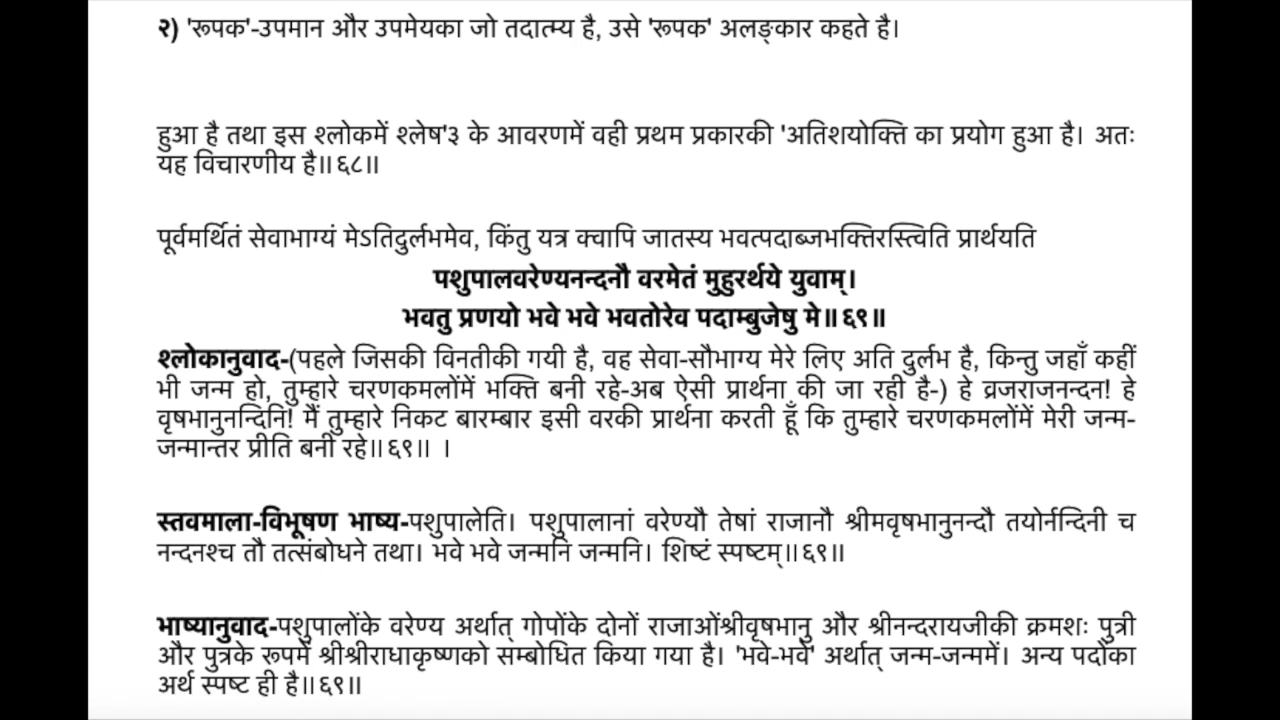 २) 'रूपक'-उपमान और उपमेयका जो तदात्म्य है, उसे 'रूपक' अलङ्कार कहते है।
हुआ है तथा इस श्लोकमें श्लेष'३ के आवरणमें वही प्रथम प्रकारकी 'अतिशयोक्ति का प्रयोग हुआ है। अतः
यह विचारणीय है॥६८॥
पूर्वमर्थितं सेवाभाग्यं मेऽतिदुर्लभमेव, किंतु यत्र क्वापि जातस्य भवत्पदाब्जभक्तिरस्त्विति प्रार्थयति
पशुपालवरेण्यनन्दनौ वरमेतं मुहुरर्थये युवाम्।
भवतु प्रणयो भवे भवे भवतोरेव पदाम्बुजेषु मे॥६९॥
श्लोकानुवाद-(पहले जिसकी विनतीकी गयी है, वह सेवा-सौभाग्य मेरे लिए अति दुर्लभ है, किन्तु जहाँ कहीं
भी जन्म हो, तुम्हारे चरणकमलोंमें भक्ति बनी रहे-अब ऐसी प्रार्थना की जा रही है-) हे व्रजराजनन्दन! हे
वृषभानुनन्दिनि! मैं तुम्हारे निकट बारम्बार इसी वरकी प्रार्थना करती हूँ कि तुम्हारे चरणकमलोंमें मेरी जन्म-
जन्मान्तर प्रीति बनी रहे॥६९॥ ।
स्तवमाला-विभूषण भाष्य-पशुपालेति। पशुपालानां वरेण्यौ तेषां राजानौ श्रीमवृषभानुनन्दौ तयोर्नन्दिनी च
नन्दनश्च तौ तत्संबोधने तथा। भवे भवे जन्मनि जन्मनि। शिष्टं स्पष्टम्॥६९॥
भाष्यानुवाद-पशुपालोंके वरेण्य अर्थात् गोपोंके दोनों राजाओंश्रीवृषभानु और श्रीनन्दरायजीकी क्रमशः पुत्री
और पुत्रके रूपमें श्रीश्रीराधाकृष्णको सम्बोधित किया गया है। 'भवे-भवे' अर्थात् जन्म-जन्ममें। अन्य पदोंका
अर्थ स्पष्ट ही है॥६९॥